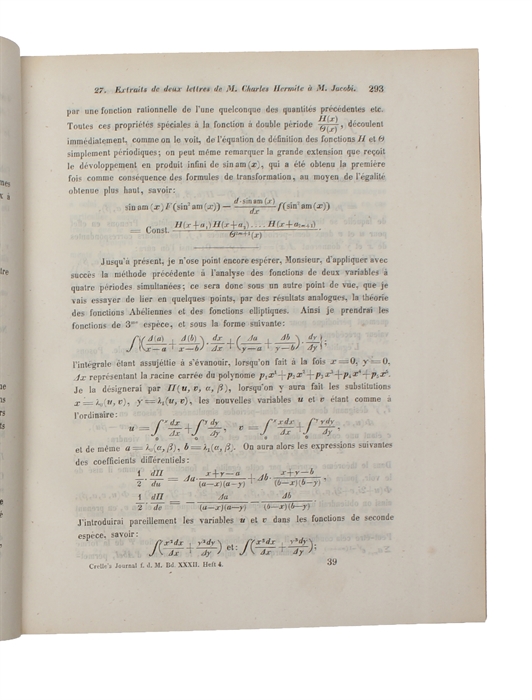 27. Extraits de deux lettres de M. Charles Hermite à M. Jacobi. 293
par une fonction rationnelle de l'une quelconque des quantités précédentes etc.
Toutes ces propriétés spéciales à la fonction à double période H(x)/Θ(x), découlent
immédiatement, comme on le voit, de l'équation de définition des fonctions H et Θ
simplement périodiques; on peut même remarquer la grande extension que reçoit
le dévoloppement en produit infini de sin am(x), qui a été obtenu la première
fois comme conséquence des formules de transformation, au moyen de l'égalité
obtenue plus haut, savoir:
sin am(x) F(sin² am(x)) — d·sin am(x)/dx f(sin² am(x))
= Const. H(x+a₁)H(x+a₂)....H(x+a₂ₘ₊₁)/Θ²ᵐ⁺¹(x)
Jusqu'à présent, je n'ose point encore espérer, Monsieur, d'appliquer avec
succès la méthode précédente à l'analyse des fonctions de deux variables à
quatre périodes simultanées; ce sera donc sous un autre point de vue, que je
vais essayer de lier en quelques points, par des résultats analogues, la théorie
des fonctions Abéliennes et des fonctions elliptiques. Ainsi je prendrai les
fonctions de 3me espèce, et sous la forme suivante:
∫{(Δ(a)/(x−a) + Δ(b)/(x−b))·dx/Δx + (Δa/(y−a) + Δb/(y−b))·dy/Δy};
l'intégrale étant assujettie à s'évanouir, lorsqu'on fait à la fois x=0, y=0,
Δx représentant la racine carrée du polynome
Je la désignerai par Π(u, v, α, β), lorsqu'on y aura fait les substitutions
x=λ₀(u, v), y=λ₁(u, v), les nouvelles variables u et v étant comme à
l'ordinaire:
u = ∫₀ˣ dx/Δx + ∫₀ʸ dy/Δy, v = ∫₀ˣ xdx/Δx + ∫₀ʸ ydy/Δy,
et de même a=λ₀(α, β), b=λ₁(α, β). On aura alors les expressions suivantes
des coefficients différentiels:
1/2 · dΠ/du = Δa · (x+y−a)/((a−x)(a−y)) + Δb · (x+y−b)/((b−x)(b−y)),
1/2 · dΠ/dv = — Δa/((a−x)(a−y)) — Δb/((b−x)(b−y)).
J'introduirai pareillement les variables u et v dans les fonctions de seconde
espece, savoir:
∫(x²dx/Δx + y²dy/Δy) et: ∫(x³dx/Δx + y³dy/Δy);
Crelle's Journal f. d. M. Bd. XXXII. Heft 4. 39